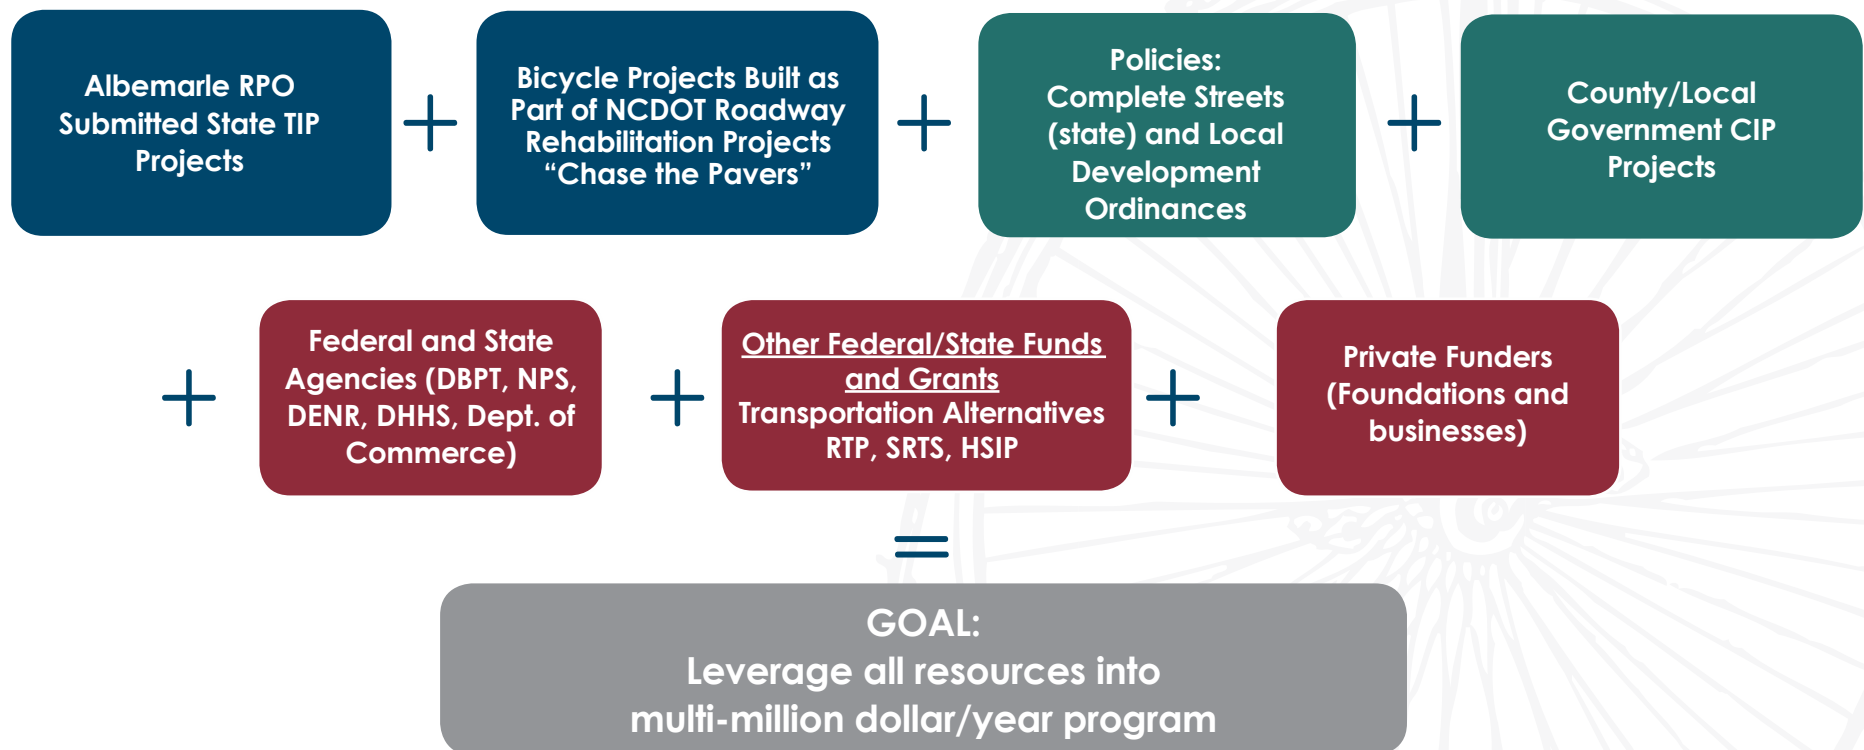 Albemarle RPO
Submitted State TIP
Projects
+
Bicycle Projects Built as
Part of NCDOT Roadway
Rehabilitation Projects
“Chase the Pavers”
+
Policies:
Complete Streets
(state) and Local
Development
Ordinances
+
County/Local
Government CIP
Projects
+
Federal and State
Agencies (DBPT, NPS,
DENR, DHHS, Dept. of
Commerce)
+
Other Federal/State Funds
and Grants
Transportation Alternatives
RTP, SRTS, HSIP
+
Private Funders
(Foundations and
businesses)
=
GOAL:
Leverage all resources into
multi-million dollar/year program